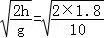 √(2h/g) = √((2×1.8)/10)